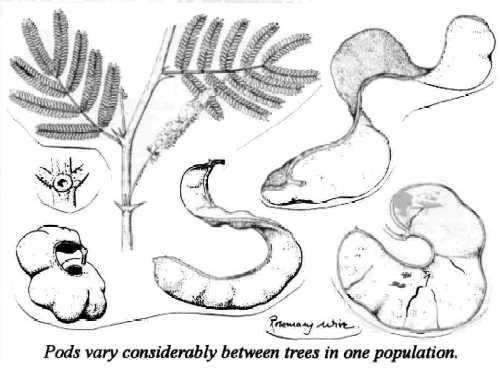 Rosemary Wise
Pods vary considerably between trees in one population.